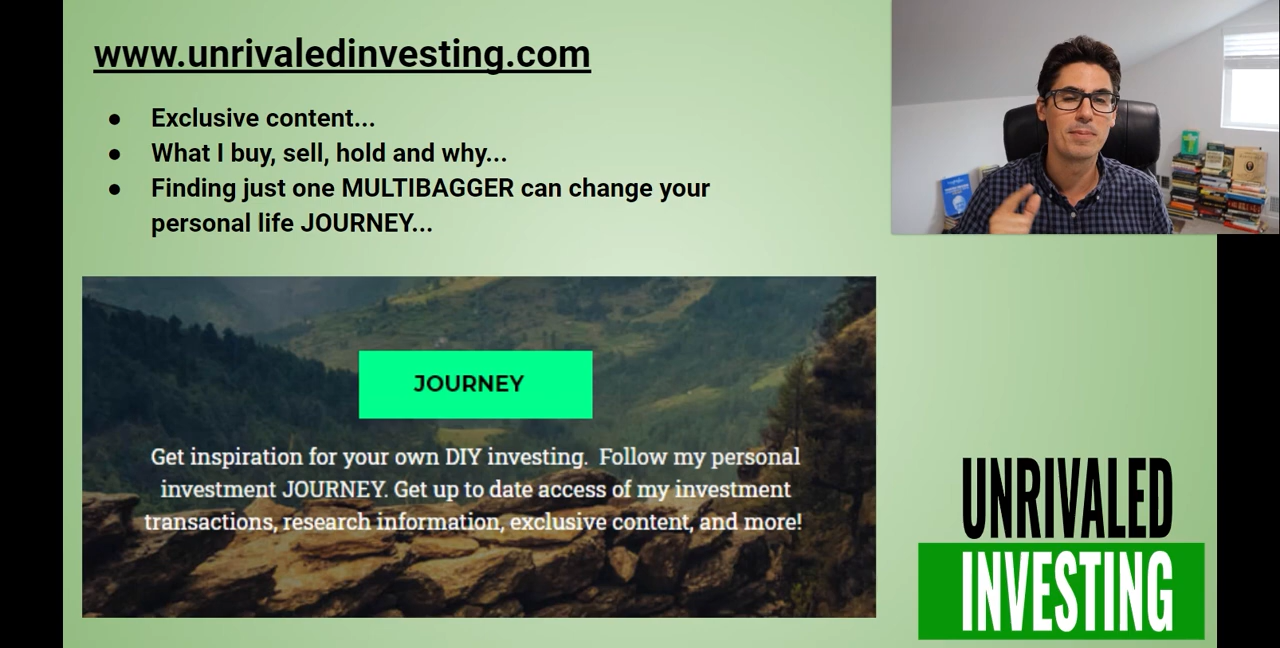 www.unrivaledinvesting.com
● Exclusive content...
● What I buy, sell, hold and why...
● Finding just one MULTIBAGGER can change your
personal life JOURNEY...
JOURNEY
Get inspiration for your own DIY investing.  Follow my personal
investment JOURNEY. Get up to date access of my investment
transactions, research information, exclusive content, and more!
UNRIVALED
INVESTING